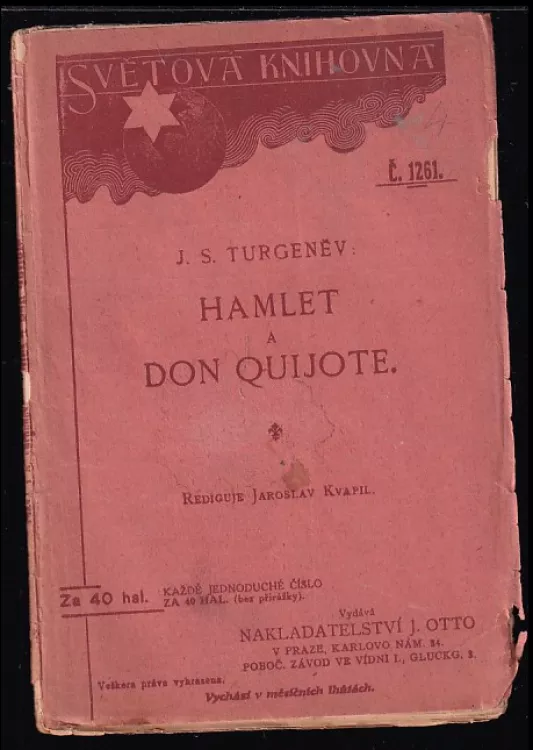 SVĚTOVÁ KNIHOVNA
Č. 1261.
J. S. TURGENĚV:
HAMLET
A
DON QUIJOTE.
REDIGUJE JAROSLAV KVAPIL.
Za 40 hal.
KAŽDÉ JEDNODUCHÉ ČÍSLO
ZA 40 HAL. (bez přirážky).
Vydává
NAKLADATELSTVÍ J. OTTO
V PRAZE, KARLOVO NÁM. 34.
POBOČ. ZÁVOD VE VÍDNI I., GLUCKG. 3.
Veškera práva vyhrazena.
Vychází v měsíčních lhůtách.